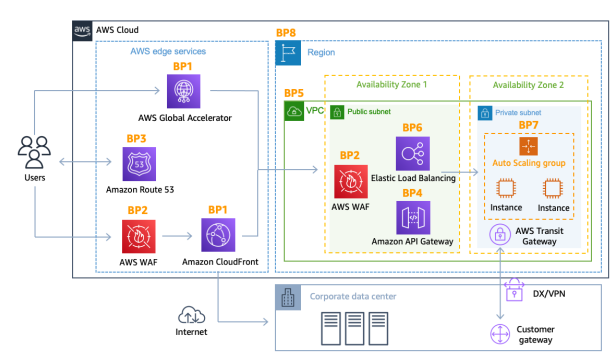 aws AWS Cloud
BP8
AWS edge services
Region
BP1
AWS Global Accelerator
BP3
53
Amazon Route 53
Users
BP2
AWS WAF
BP1
Amazon CloudFront
Availability Zone 1
Availability Zone 2
BP5
VPC
Public subnet
Private subnet
BP6
Elastic Load Balancing
BP2
AWS WAF
BP4
Amazon API Gateway
BP7
Auto Scaling group
Instance
Instance
AWS Transit
Gateway
Internet
Corporate data center
DX/VPN
Customer
gateway